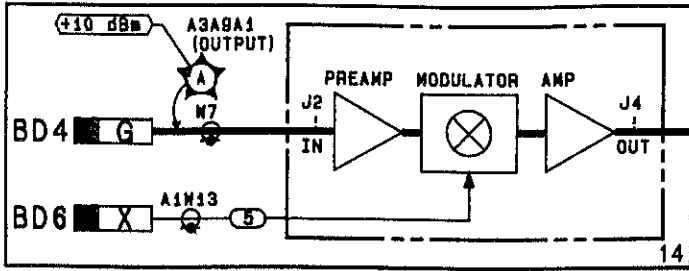 +10 dBm
A3A9A1
(OUTPUT)
A
PREAMP
MODULATOR
AMP
W7
J2
J4
BD4
G
IN
OUT
A1W13
BD6
X
5
14